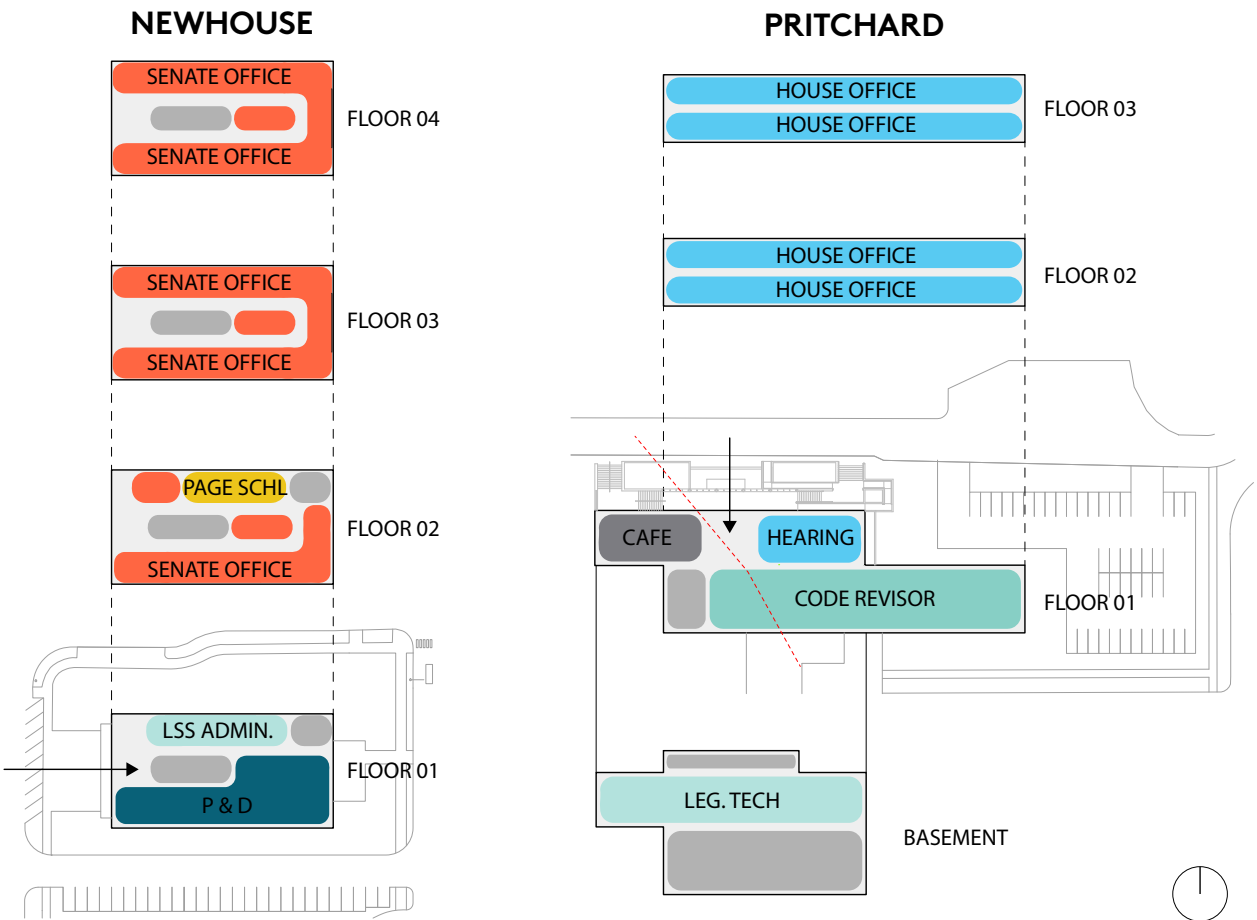 NEWHOUSE
SENATE OFFICE
FLOOR 04
SENATE OFFICE
SENATE OFFICE
FLOOR 03
SENATE OFFICE
PAGE SCHL
FLOOR 02
SENATE OFFICE
LSS ADMIN.
FLOOR 01
P & D
PRITCHARD
HOUSE OFFICE
FLOOR 03
HOUSE OFFICE
HOUSE OFFICE
FLOOR 02
HOUSE OFFICE
CAFE
HEARING
CODE REVISOR
FLOOR 01
LEG. TECH
BASEMENT